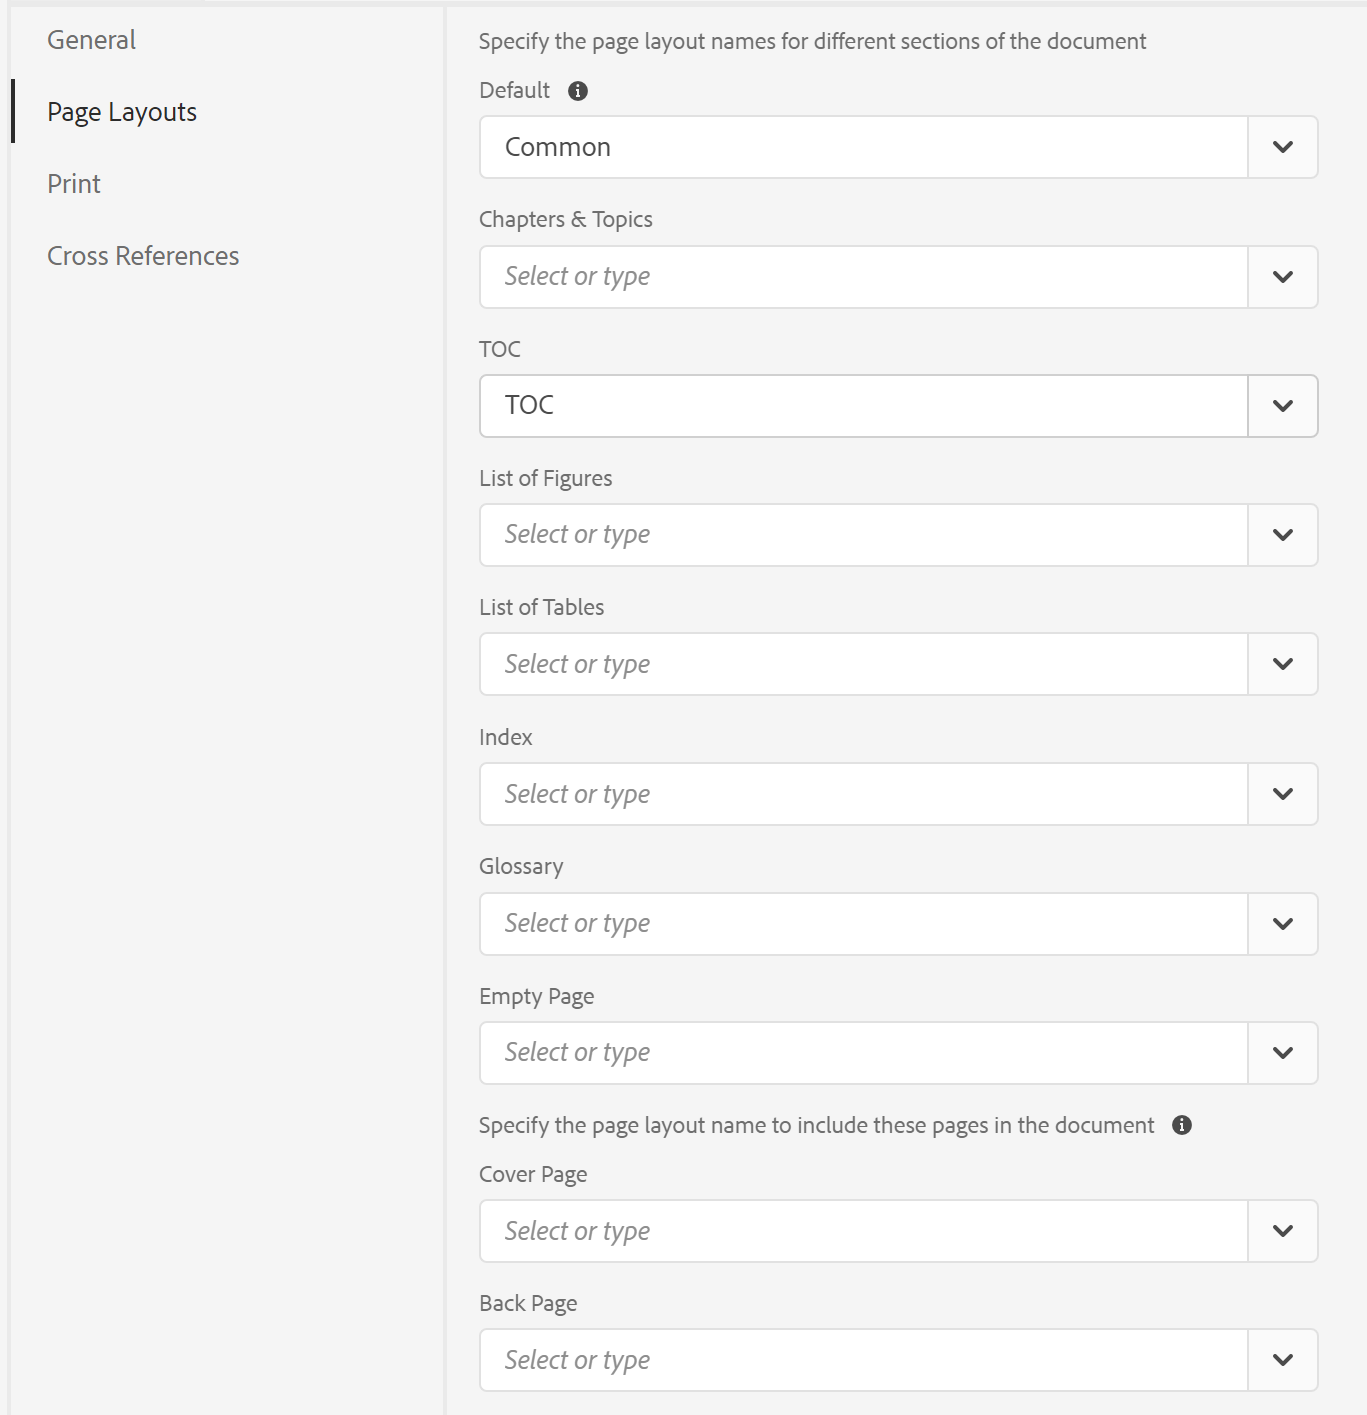 General
Page Layouts
Print
Cross References
Specify the page layout names for different sections of the document
Default
Common
Chapters & Topics
Select or type
TOC
TOC
List of Figures
Select or type
List of Tables
Select or type
Index
Select or type
Glossary
Select or type
Empty Page
Select or type
Specify the page layout name to include these pages in the document
Cover Page
Select or type
Back Page
Select or type